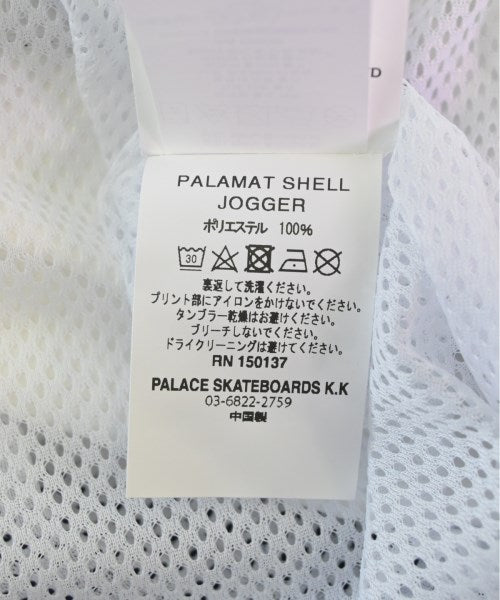 D
PALAMAT SHELL
JOGGER
ポリエステル 100%
30
裏返して洗濯ください。
プリント部にアイロンをかけないでください。
タンブラー乾燥はお避けください。
ブリーチしないでください。
ドライクリーニングは避けてください。
RN 150137
PALACE SKATEBOARDS K.K
03-6822-2759
中国製